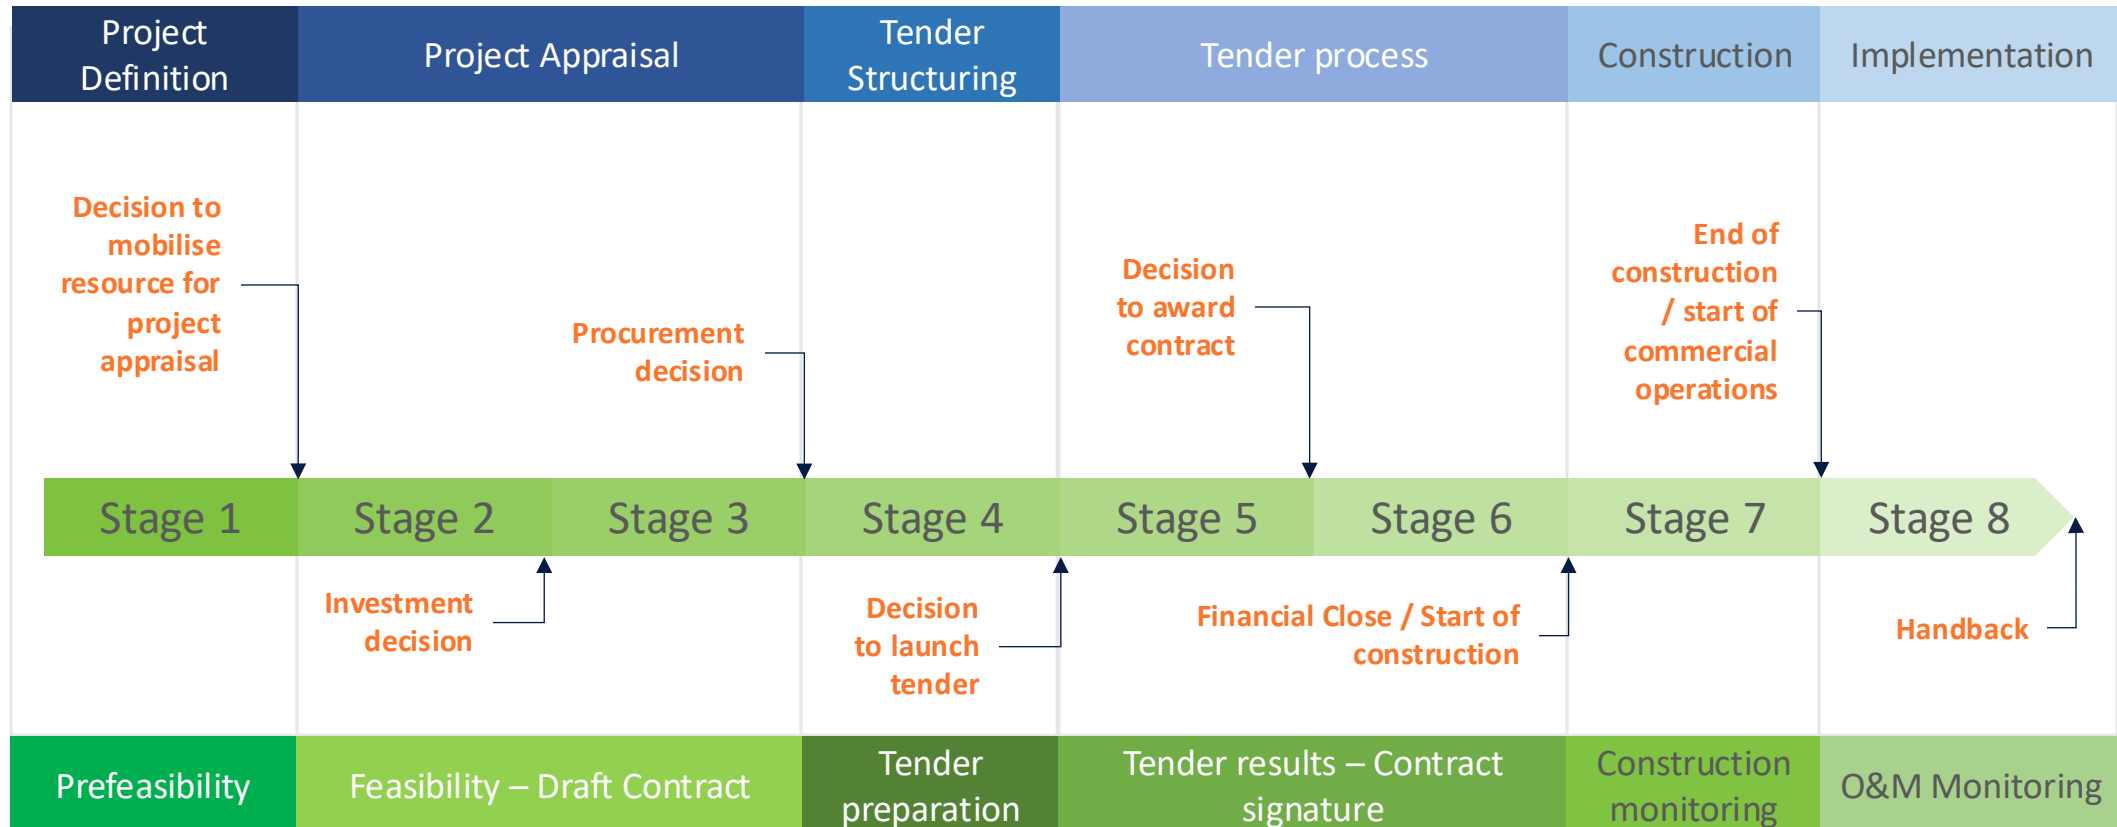 Project
Definition
Project Appraisal
Tender
Structuring
Tender process
Construction
Implementation
Decision to
mobilise
resource for
project
appraisal
Procurement
decision
Decision
to award
contract
End of
construction
/ start of
commercial
operations
Stage 1
Stage 2
Stage 3
Stage 4
Stage 5
Stage 6
Stage 7
Stage 8
Investment
decision
Decision
to launch
tender
Financial Close / Start of
construction
Handback
Prefeasibility
Feasibility – Draft Contract
Tender
preparation
Tender results – Contract
signature
Construction
monitoring
O&M Monitoring